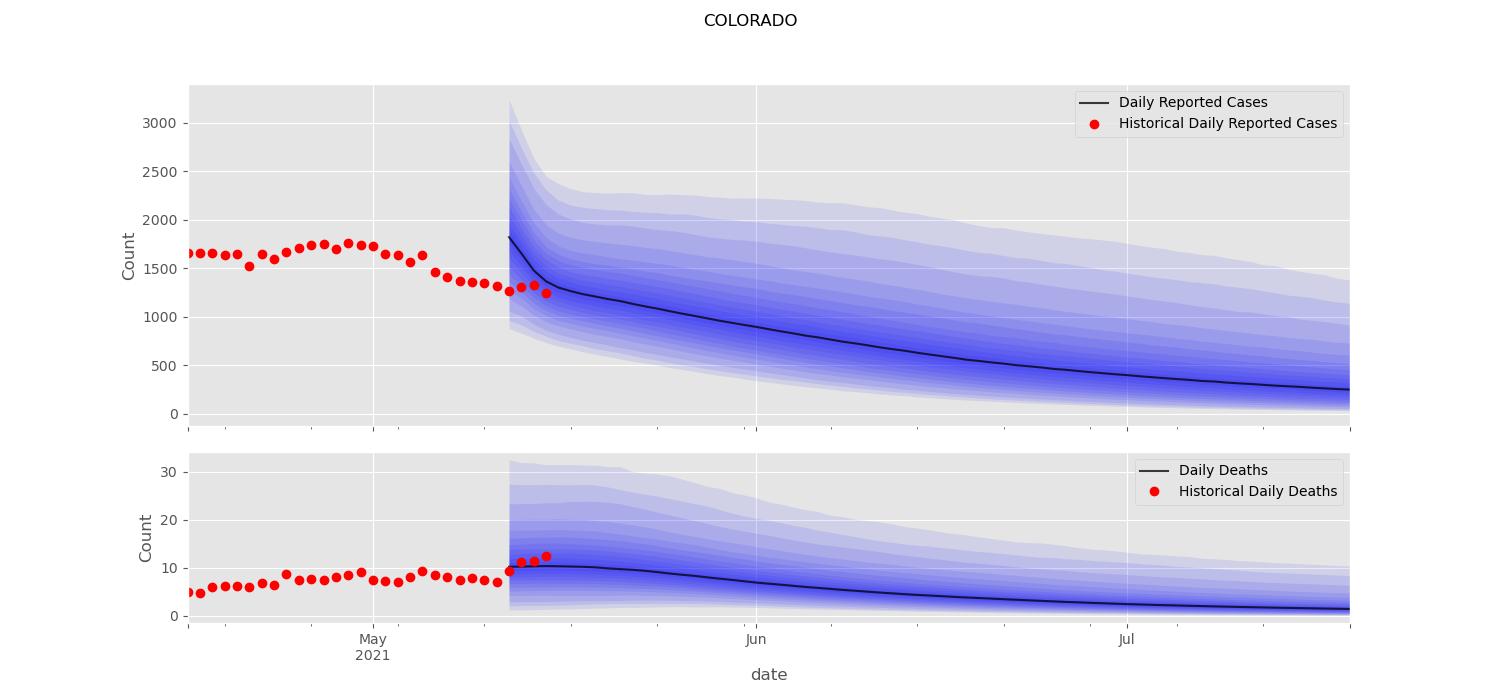 COLORADO
Count
3000
2500
2000
1500
1000
500
0
Daily Reported Cases
Historical Daily Reported Cases
Count
30
20
10
0
Daily Deaths
Historical Daily Deaths
May
2021
Jun
Jul
date